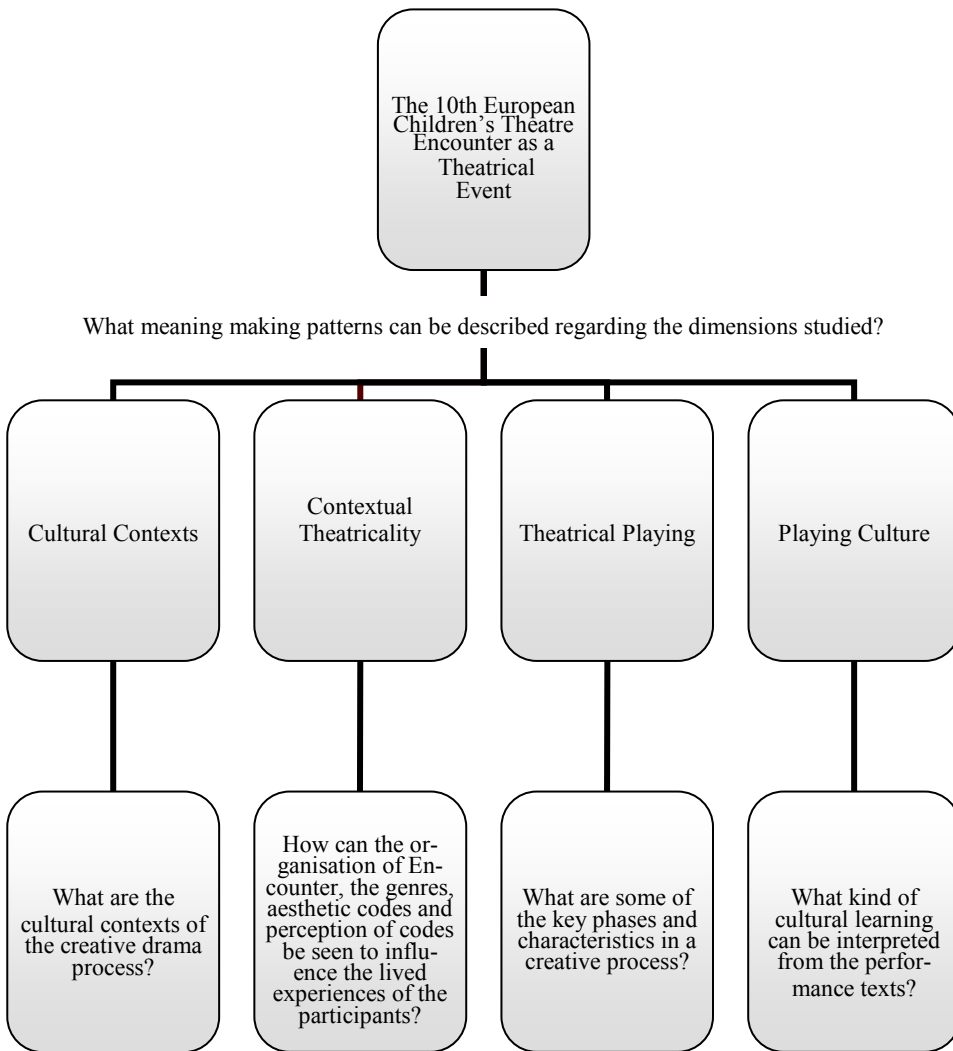 The 10th European
Children's Theatre
Encounter as a
Theatrical
Event
What meaning making patterns can be described regarding the dimensions studied?
Cultural Contexts
Contextual
Theatricality
Theatrical Playing
Playing Culture
What are the
cultural contexts
of the creative drama
process?
How can the or-
ganisation of En-
counter, the genres,
aesthetic codes and
perception of codes
be seen to influ-
ence the lived
experiences of the
participants?
What are some of
the key phases and
characteristics in a
creative process?
What kind of
cultural learning
can be interpreted
from the perfor-
mance texts?